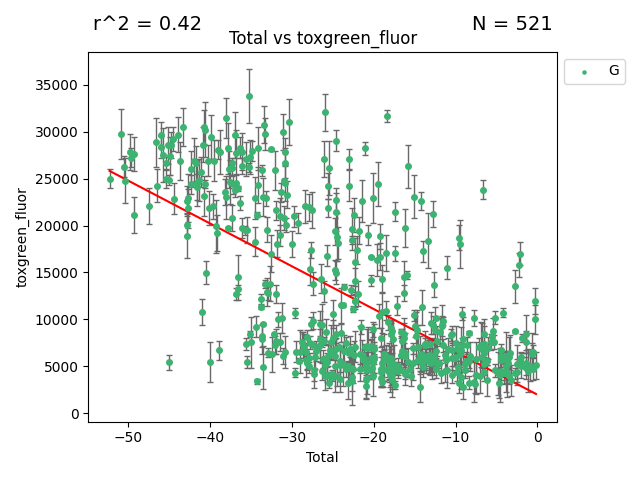 r^2 = 0.42 N = 521
Total vs toxgreen_fluor
G
35000
30000
25000
20000
15000
10000
5000
0
toxgreen_fluor
−50 −40 −30 −20 −10 0
Total